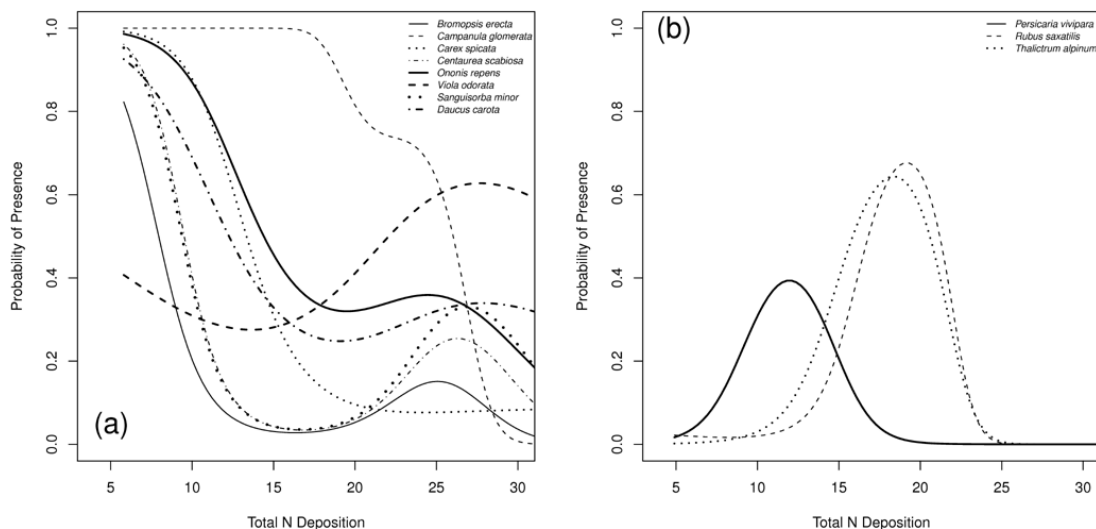 Bromopsis erecta
Campanula glomerata
Carex spicata
Centaurea scabiosa
Ononis repens
Viola odorata
Sanguisorba minor
Daucus carota
Probability of Presence
1.0
0.8
0.6
0.4
0.2
0.0
(a)
5 10 15 20 25 30
Total N Deposition
(b)
Persicaria vivipara
Rubus saxatilis
Thalictrum alpinum
Probability of Presence
1.0
0.8
0.6
0.4
0.2
0.0
5 10 15 20 25 30
Total N Deposition